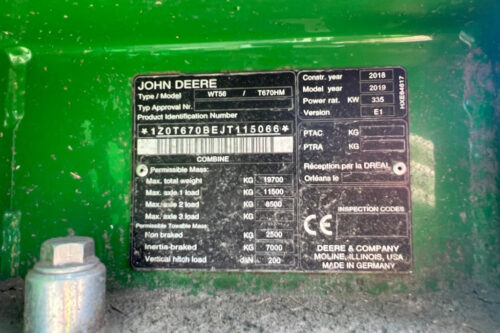 JOHN DEERE
Type / Model WT56 / T670HM
Typ Approval Nr.
Product Identification Number
*1Z0T670BEJT115066*
COMBINE
Permissible Mass:
Max. total weight KG 19700
Max. axle 1 load KG 11500
Max. axle 2 load KG 8500
Max. axle 3 load KG
Permissible Towable Mass:
Non braked KG 2500
Inertia-braked KG 7000
Vertical hitch load daN 200
Constr. year 2018
Model year 2019
Power rat. KW 335
Version E1
HXE84617
PTAC KG
PTRA KG
Réception par la DREAL
Orléans le
INSPECTION CODES
CE
DEERE & COMPANY
MOLINE, ILLINOIS, USA
MADE IN GERMANY